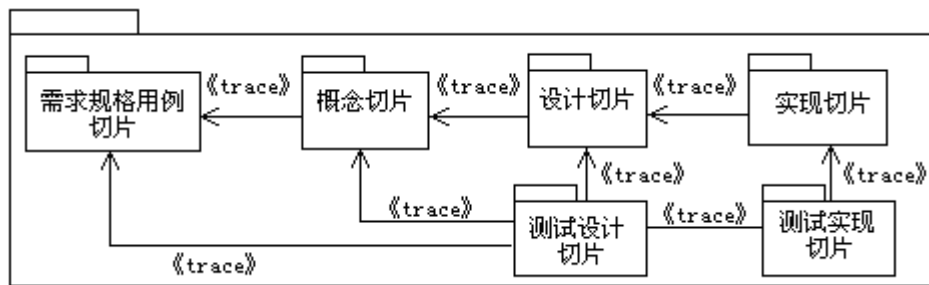 《trace》
《trace》
《trace》
需求规格用例
切片
概念切片
设计切片
实现切片
《trace》
《trace》
《trace》
《trace》
测试设计
切片
测试实现
切片
《trace》